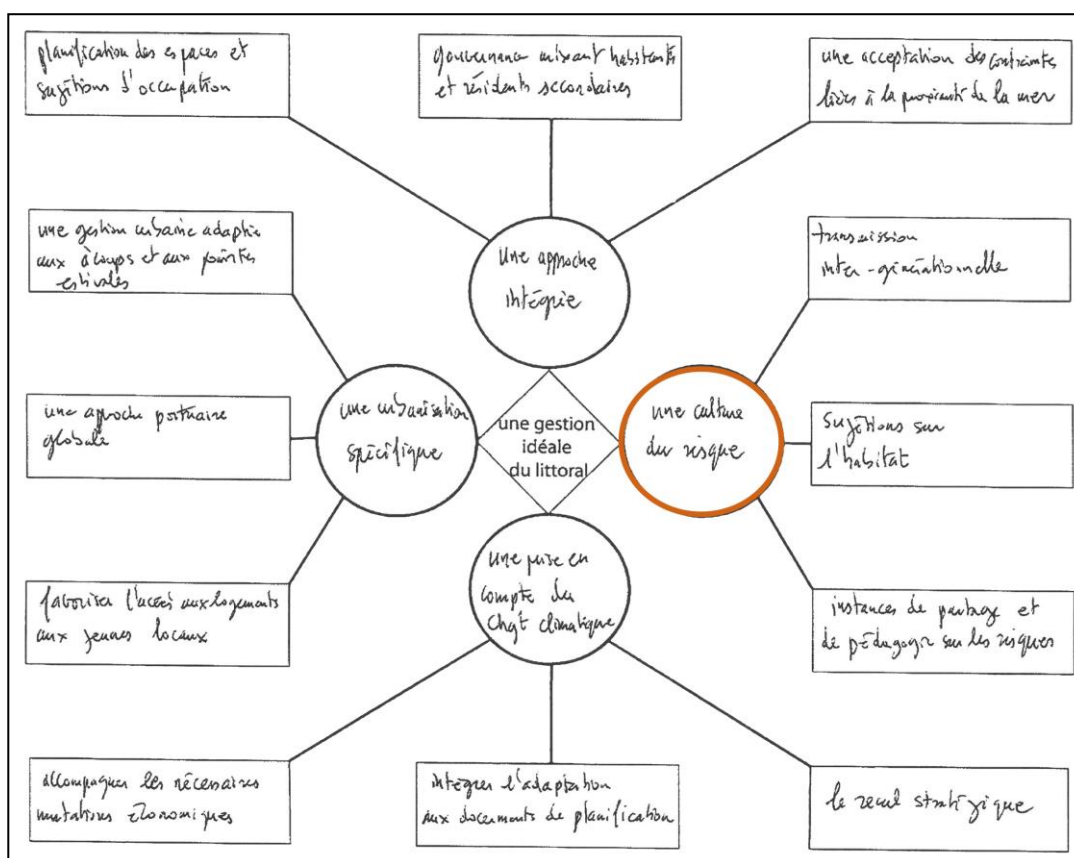 planification des espaces et
sujétions d'occupation
gouvernance mixant habitants
et résidents secondaires
une acceptation des contraintes
liées à la proximité de la mer
une gestion urbaine adaptée
aux àcoups et aux pointes
estivales
Une approche
intégrée
transmission
inter-générationnelle
une approche portuaire
globale
une urbanisation
spécifique
une gestion
idéale
du littoral
une culture
du risque
sujétions sur
l'habitat
favoriser l'accès aux logements
aux jeunes locaux
une prise en
compte du
chgt climatique
instances de partage et
de pédagogie sur les risques
accompagner les nécessaires
mutations économiques
intégrer l'adaptation
aux documents de planification
le recul stratégique